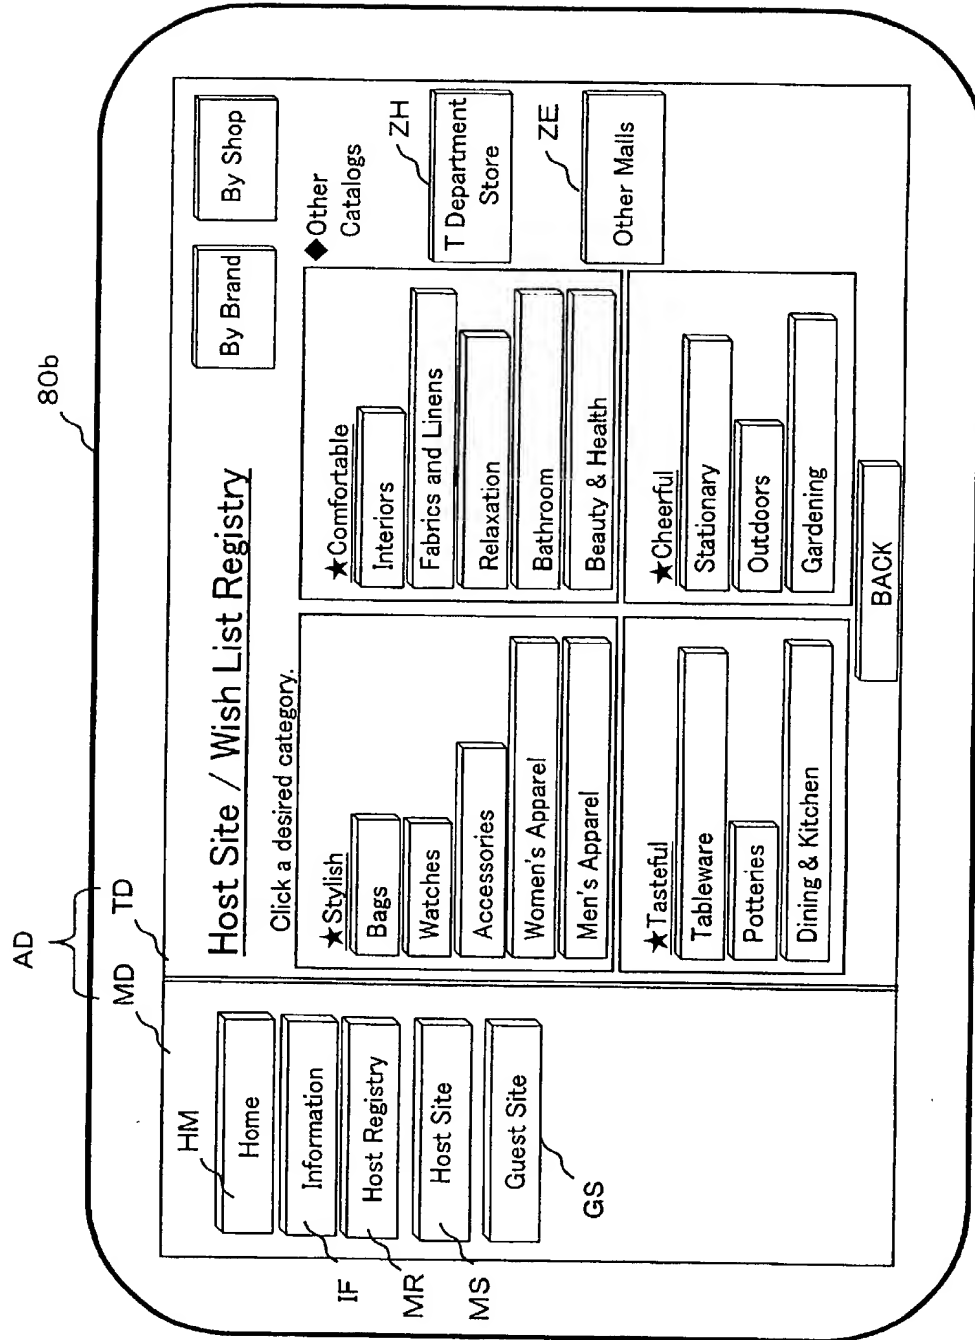 80b
AD
MD
TD
HM
Home
Information
IF
Host Registry
MR
Host Site
MS
Guest Site
GS
Host Site / Wish List Registry
By Brand
By Shop
Click a desired category.
★Stylish
Bags
Watches
Accessories
Women's Apparel
Men's Apparel
★Comfortable
Interiors
Fabrics and Linens
Relaxation
Bathroom
Beauty & Health
◆Other
Catalogs
ZH
T Department
Store
ZE
Other Malls
★Tasteful
Tableware
Potteries
Dining & Kitchen
★Cheerful
Stationary
Outdoors
Gardening
BACK